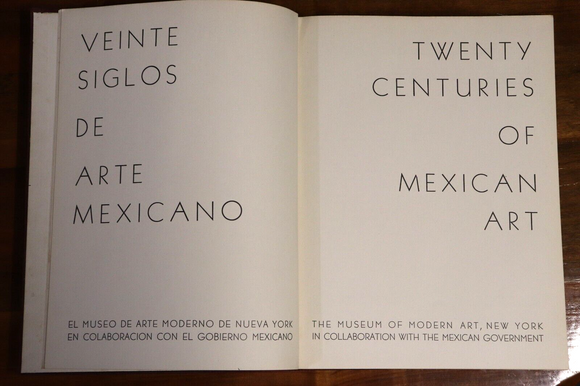 VEINTE
SIGLOS
DE
ARTE
MEXICANO
EL MUSEO DE ARTE MODERNO DE NUEVA YORK
EN COLABORACION CON EL GOBIERNO MEXICANO
TWENTY
CENTURIES
OF
MEXICAN
ART
THE MUSEUM OF MODERN ART, NEW YORK
IN COLLABORATION WITH THE MEXICAN GOVERNMENT